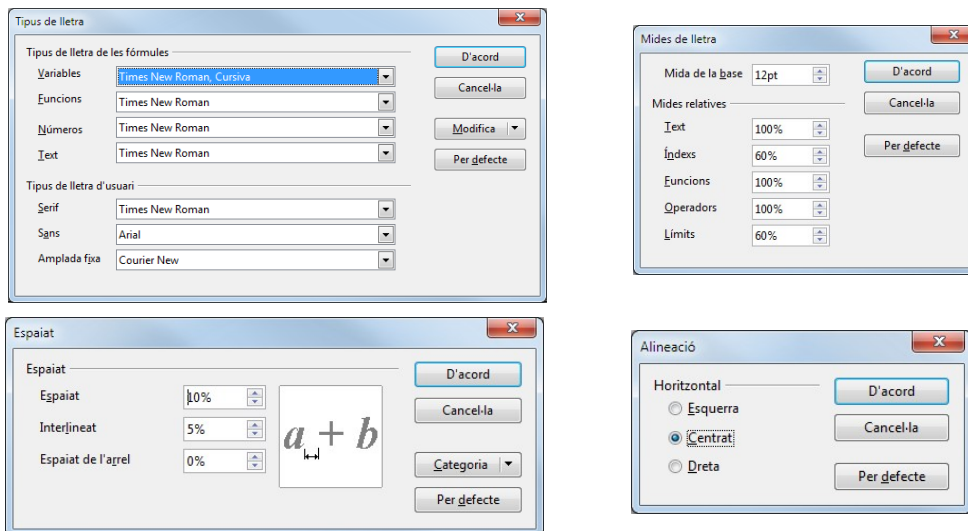 Tipus de lletra
Tipus de lletra de les fórmules
D'acord
Variables
Times New Roman, Cursiva
Cancel·la
Funcions
Times New Roman
Números
Times New Roman
Modifica
Text
Times New Roman
Per defecte
Tipus de lletra d'usuari
Serif
Times New Roman
Sans
Arial
Amplada fixa
Courier New
Mides de lletra
Mida de la base
12pt
D'acord
Mides relatives
Cancel·la
Text
100%
Per defecte
Índexs
60%
Funcions
100%
Operadors
100%
Límits
60%
Espaiat
Espaiat
D'acord
Espaiat
10%
Cancel·la
Interlineat
5%
a + b
Espaiat de l'arrel
0%
Categoria
Per defecte
Alineació
Horitzontal
D'acord
Esquerra
Cancel·la
Centrat
Dreta
Per defecte